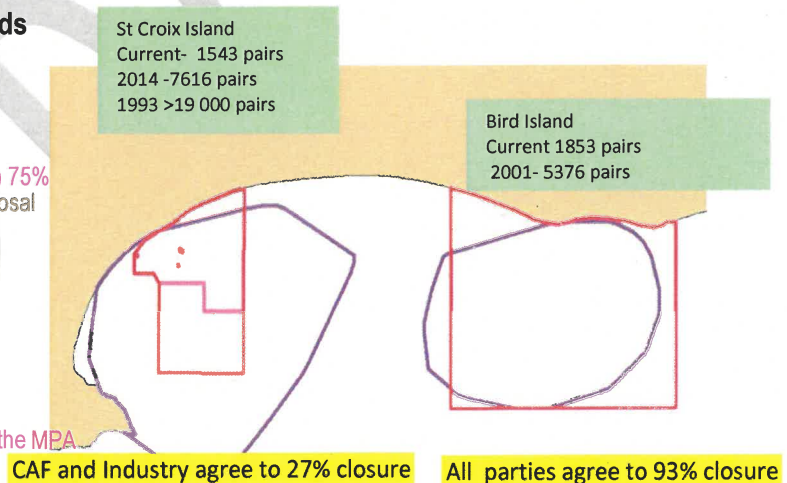 ds
St Croix Island
Current- 1543 pairs
2014 -7616 pairs
1993 >19 000 pairs
Bird Island
Current 1853 pairs
2001- 5376 pairs
75%
osal
the MPA
CAF and Industry agree to 27% closure
All parties agree to 93% closure